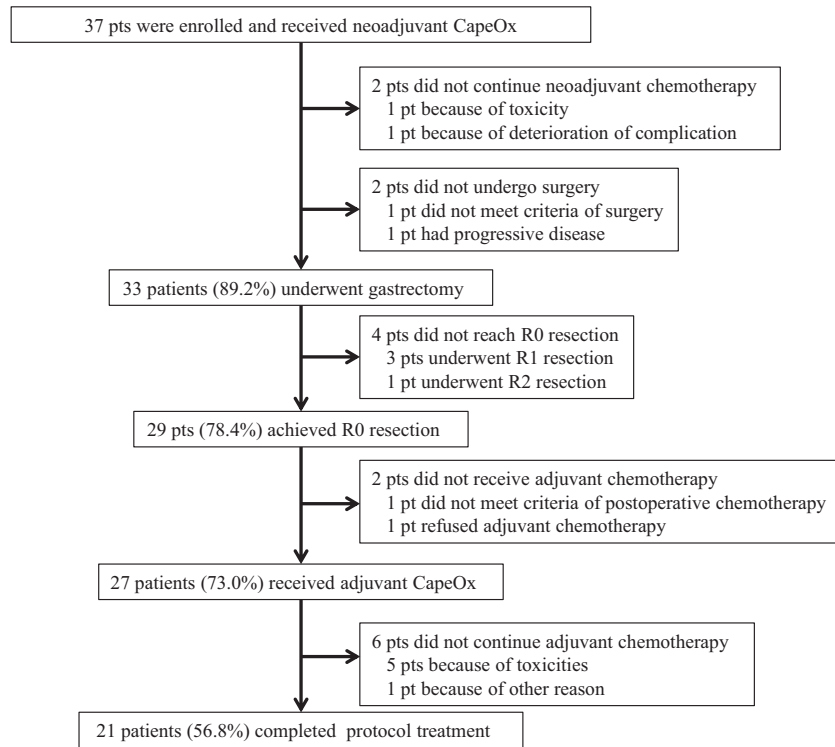 37 pts were enrolled and received neoadjuvant CapeOx
2 pts did not continue neoadjuvant chemotherapy
1 pt because of toxicity
1 pt because of deterioration of complication
2 pts did not undergo surgery
1 pt did not meet criteria of surgery
1 pt had progressive disease
33 patients (89.2%) underwent gastrectomy
4 pts did not reach R0 resection
3 pts underwent R1 resection
1 pt underwent R2 resection
29 pts (78.4%) achieved R0 resection
2 pts did not receive adjuvant chemotherapy
1 pt did not meet criteria of postoperative chemotherapy
1 pt refused adjuvant chemotherapy
27 patients (73.0%) received adjuvant CapeOx
6 pts did not continue adjuvant chemotherapy
5 pts because of toxicities
1 pt because of other reason
21 patients (56.8%) completed protocol treatment